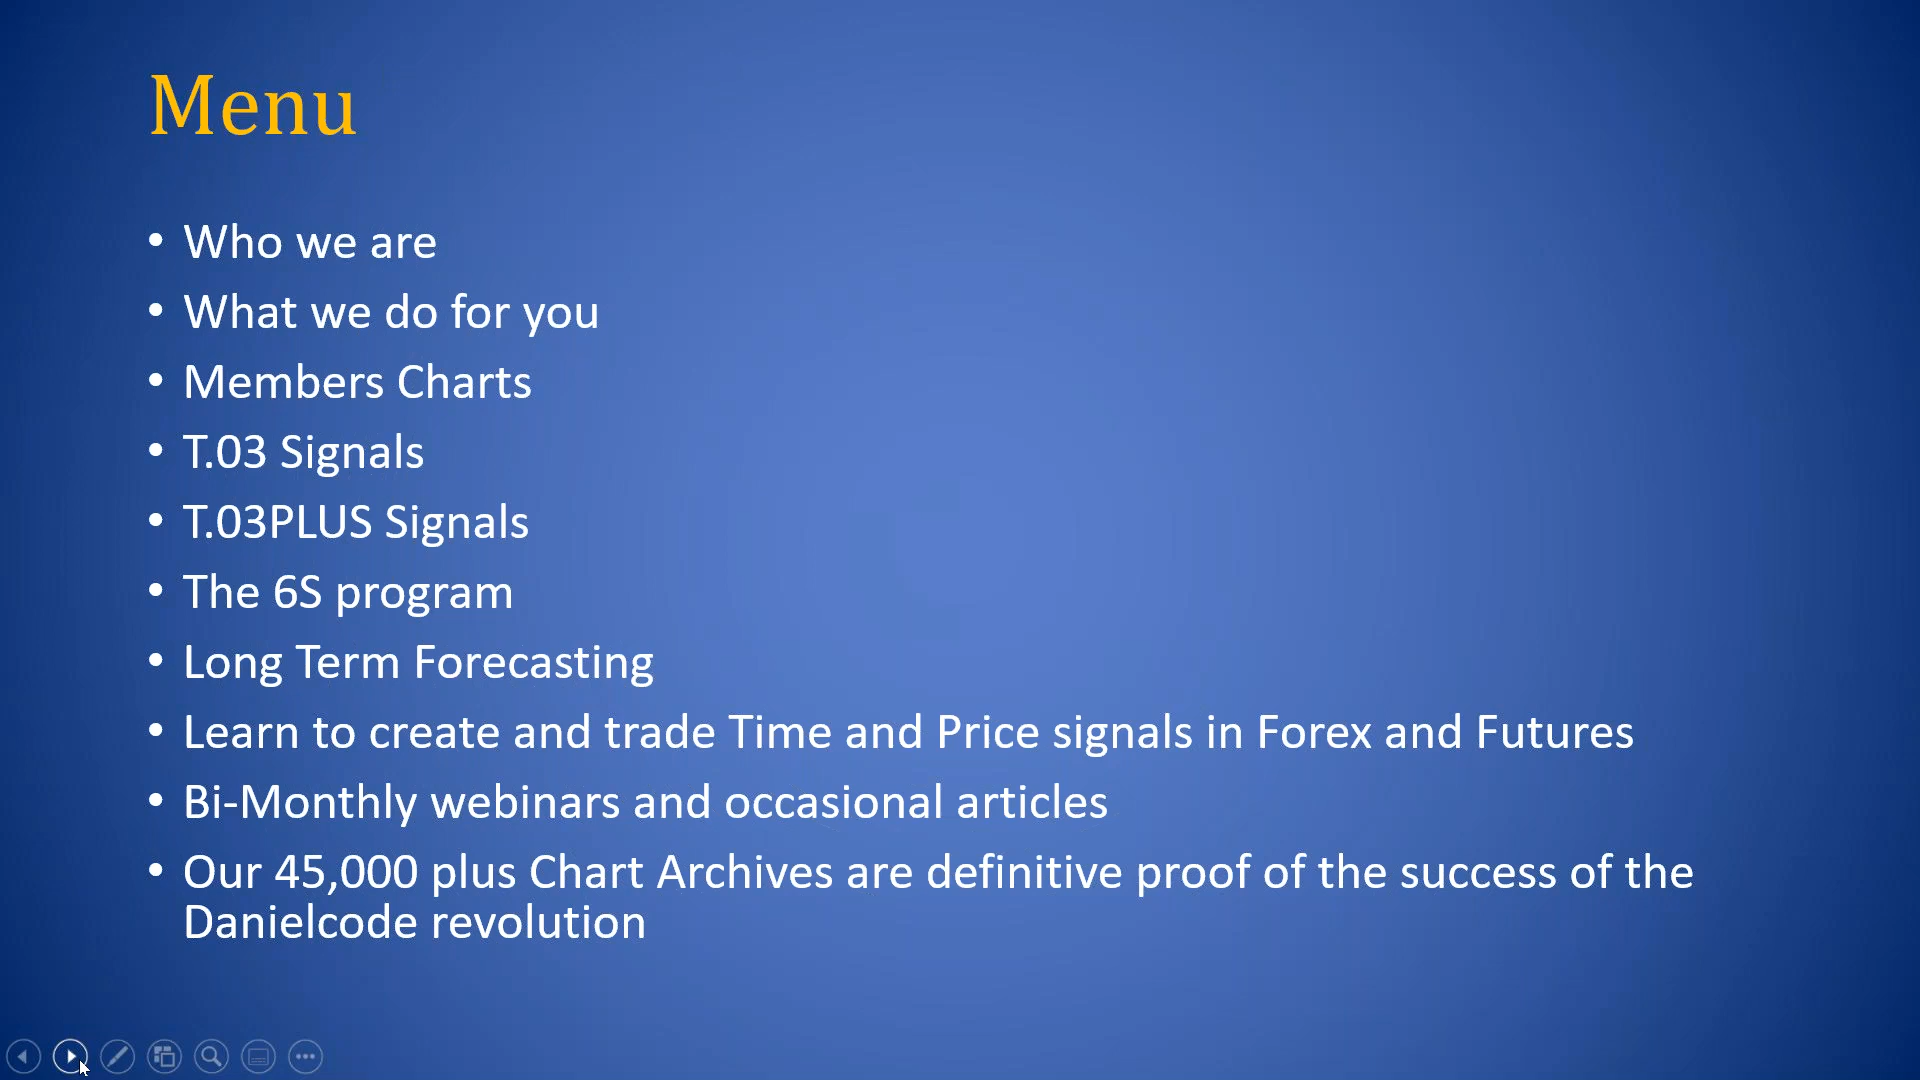 Menu
• Who we are
• What we do for you
• Members Charts
• T.03 Signals
• T.03PLUS Signals
• The 6S program
• Long Term Forecasting
• Learn to create and trade Time and Price signals in Forex and Futures
• Bi-Monthly webinars and occasional articles
• Our 45,000 plus Chart Archives are definitive proof of the success of the
Danielcode revolution